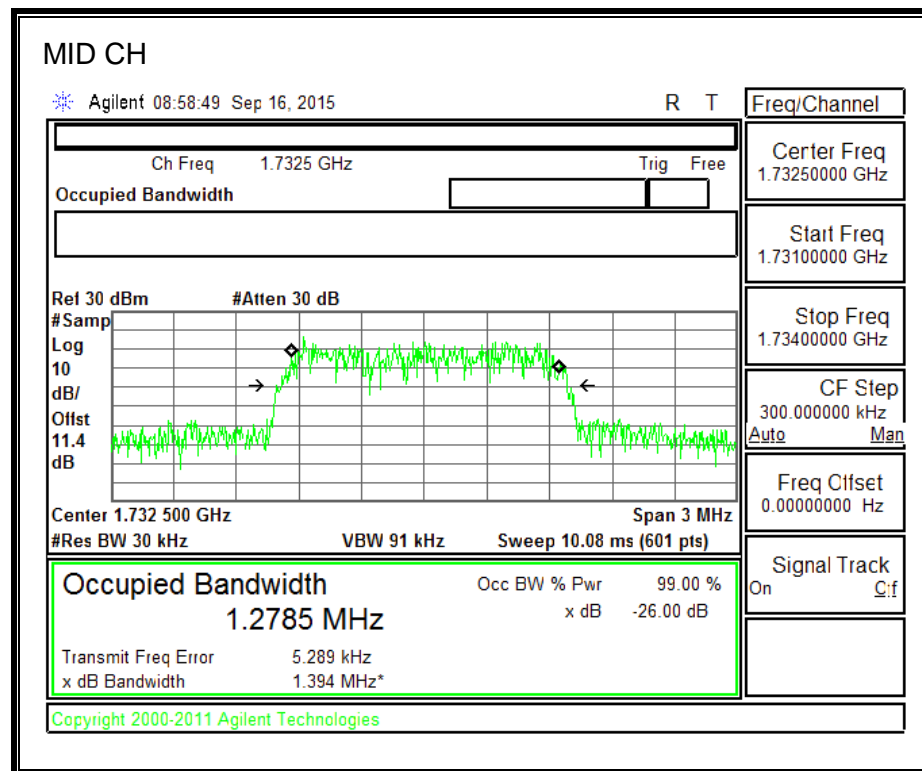 MID CH
Agilent 08:58:49 Sep 16, 2015 R T
Freq/Channel
Ch Freq 1.7325 GHz Trig Free
Occupied Bandwidth
Center Freq
1.73250000 GHz
Start Freq
1.73100000 GHz
Stop Freq
1.73400000 GHz
CF Step
300.000000 kHz
Auto Man
Freq Offset
0.00000000 Hz
Signal Track
On Off
Ref 30 dBm #Atten 30 dB
#Samp
Log
10
dB/
Offst
11.4
dB
Center 1.732 500 GHz Span 3 MHz
#Res BW 30 kHz VBW 91 kHz Sweep 10.08 ms (601 pts)
Occupied Bandwidth Occ BW % Pwr 99.00 %
1.2785 MHz x dB -26.00 dB
Transmit Freq Error 5.289 kHz
x dB Bandwidth 1.394 MHz*
Copyright 2000-2011 Agilent Technologies